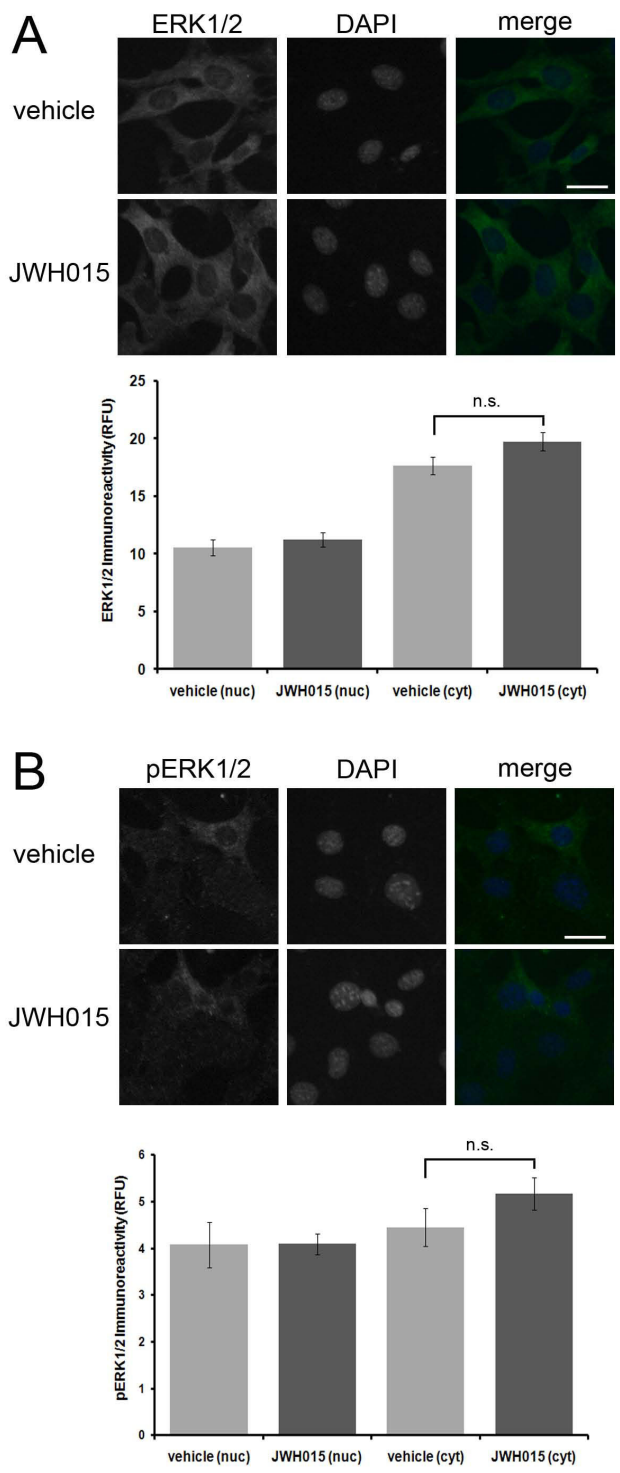 A
ERK1/2 DAPI merge
vehicle
JWH015
25
20
15
10
5
0
ERK1/2 Immunoreactivity (RFU)
n.s.
vehicle (nuc) JWH015 (nuc) vehicle (cyt) JWH015 (cyt)
B
pERK1/2 DAPI merge
vehicle
JWH015
6
5
4
3
2
1
0
pERK1/2 Immunoreactivity (RFU)
n.s.
vehicle (nuc) JWH015 (nuc) vehicle (cyt) JWH015 (cyt)